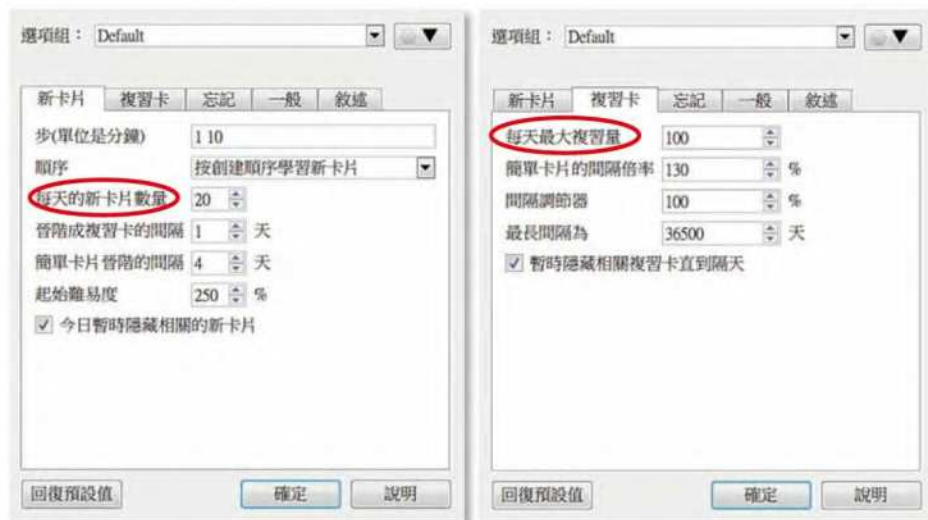 選項組： Default
新卡片 複習卡 忘記 一般 敘述
步(單位是分鐘) 1 10
順序 按創建順序學習新卡片
每天的新卡片數量 20
晉階成複習卡的間隔 1 天
簡單卡片晉階的間隔 4 天
起始難易度 250 %
今日暫時隱藏相關的新卡片
回復預設值 確定 說明
選項組： Default
新卡片 複習卡 忘記 一般 敘述
每天最大複習量 100
簡單卡片的間隔倍率 130 %
間隔調節器 100 %
最長間隔為 36500 天
暫時隱藏相關複習卡直到隔天
回復預設值 確定 說明